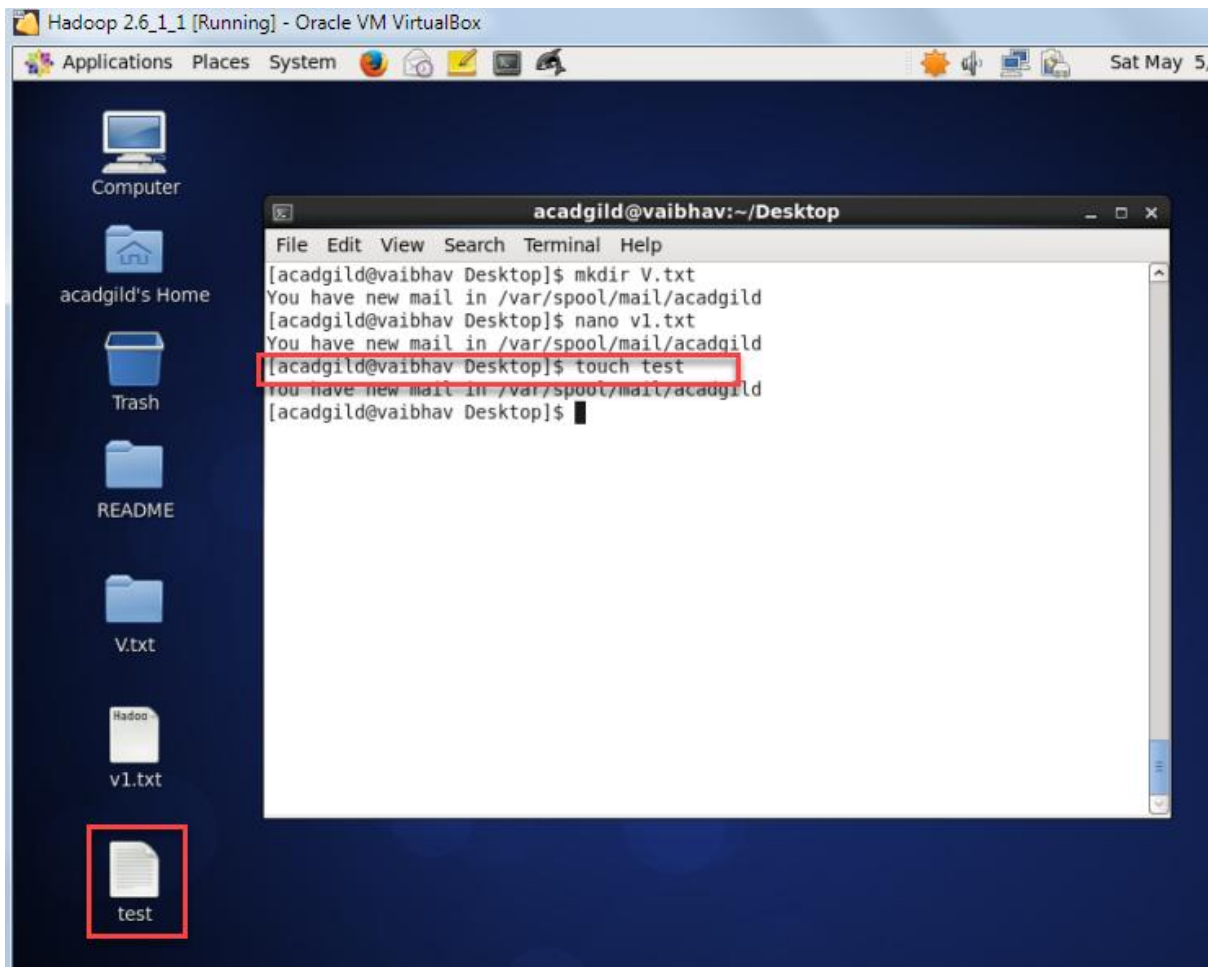 Hadoop 2.6_1_1 [Running] - Oracle VM VirtualBox
Applications Places System Sat May 5,
Computer
acadgild's Home
Trash
README
V.txt
Hadoo
v1.txt
test
acadgild@vaibhav:~/Desktop
File Edit View Search Terminal Help
[acadgild@vaibhav Desktop]$ mkdir V.txt
You have new mail in /var/spool/mail/acadgild
[acadgild@vaibhav Desktop]$ nano v1.txt
You have new mail in /var/spool/mail/acadgild
[acadgild@vaibhav Desktop]$ touch test
You have new mail in /var/spool/mail/acadgild
[acadgild@vaibhav Desktop]$